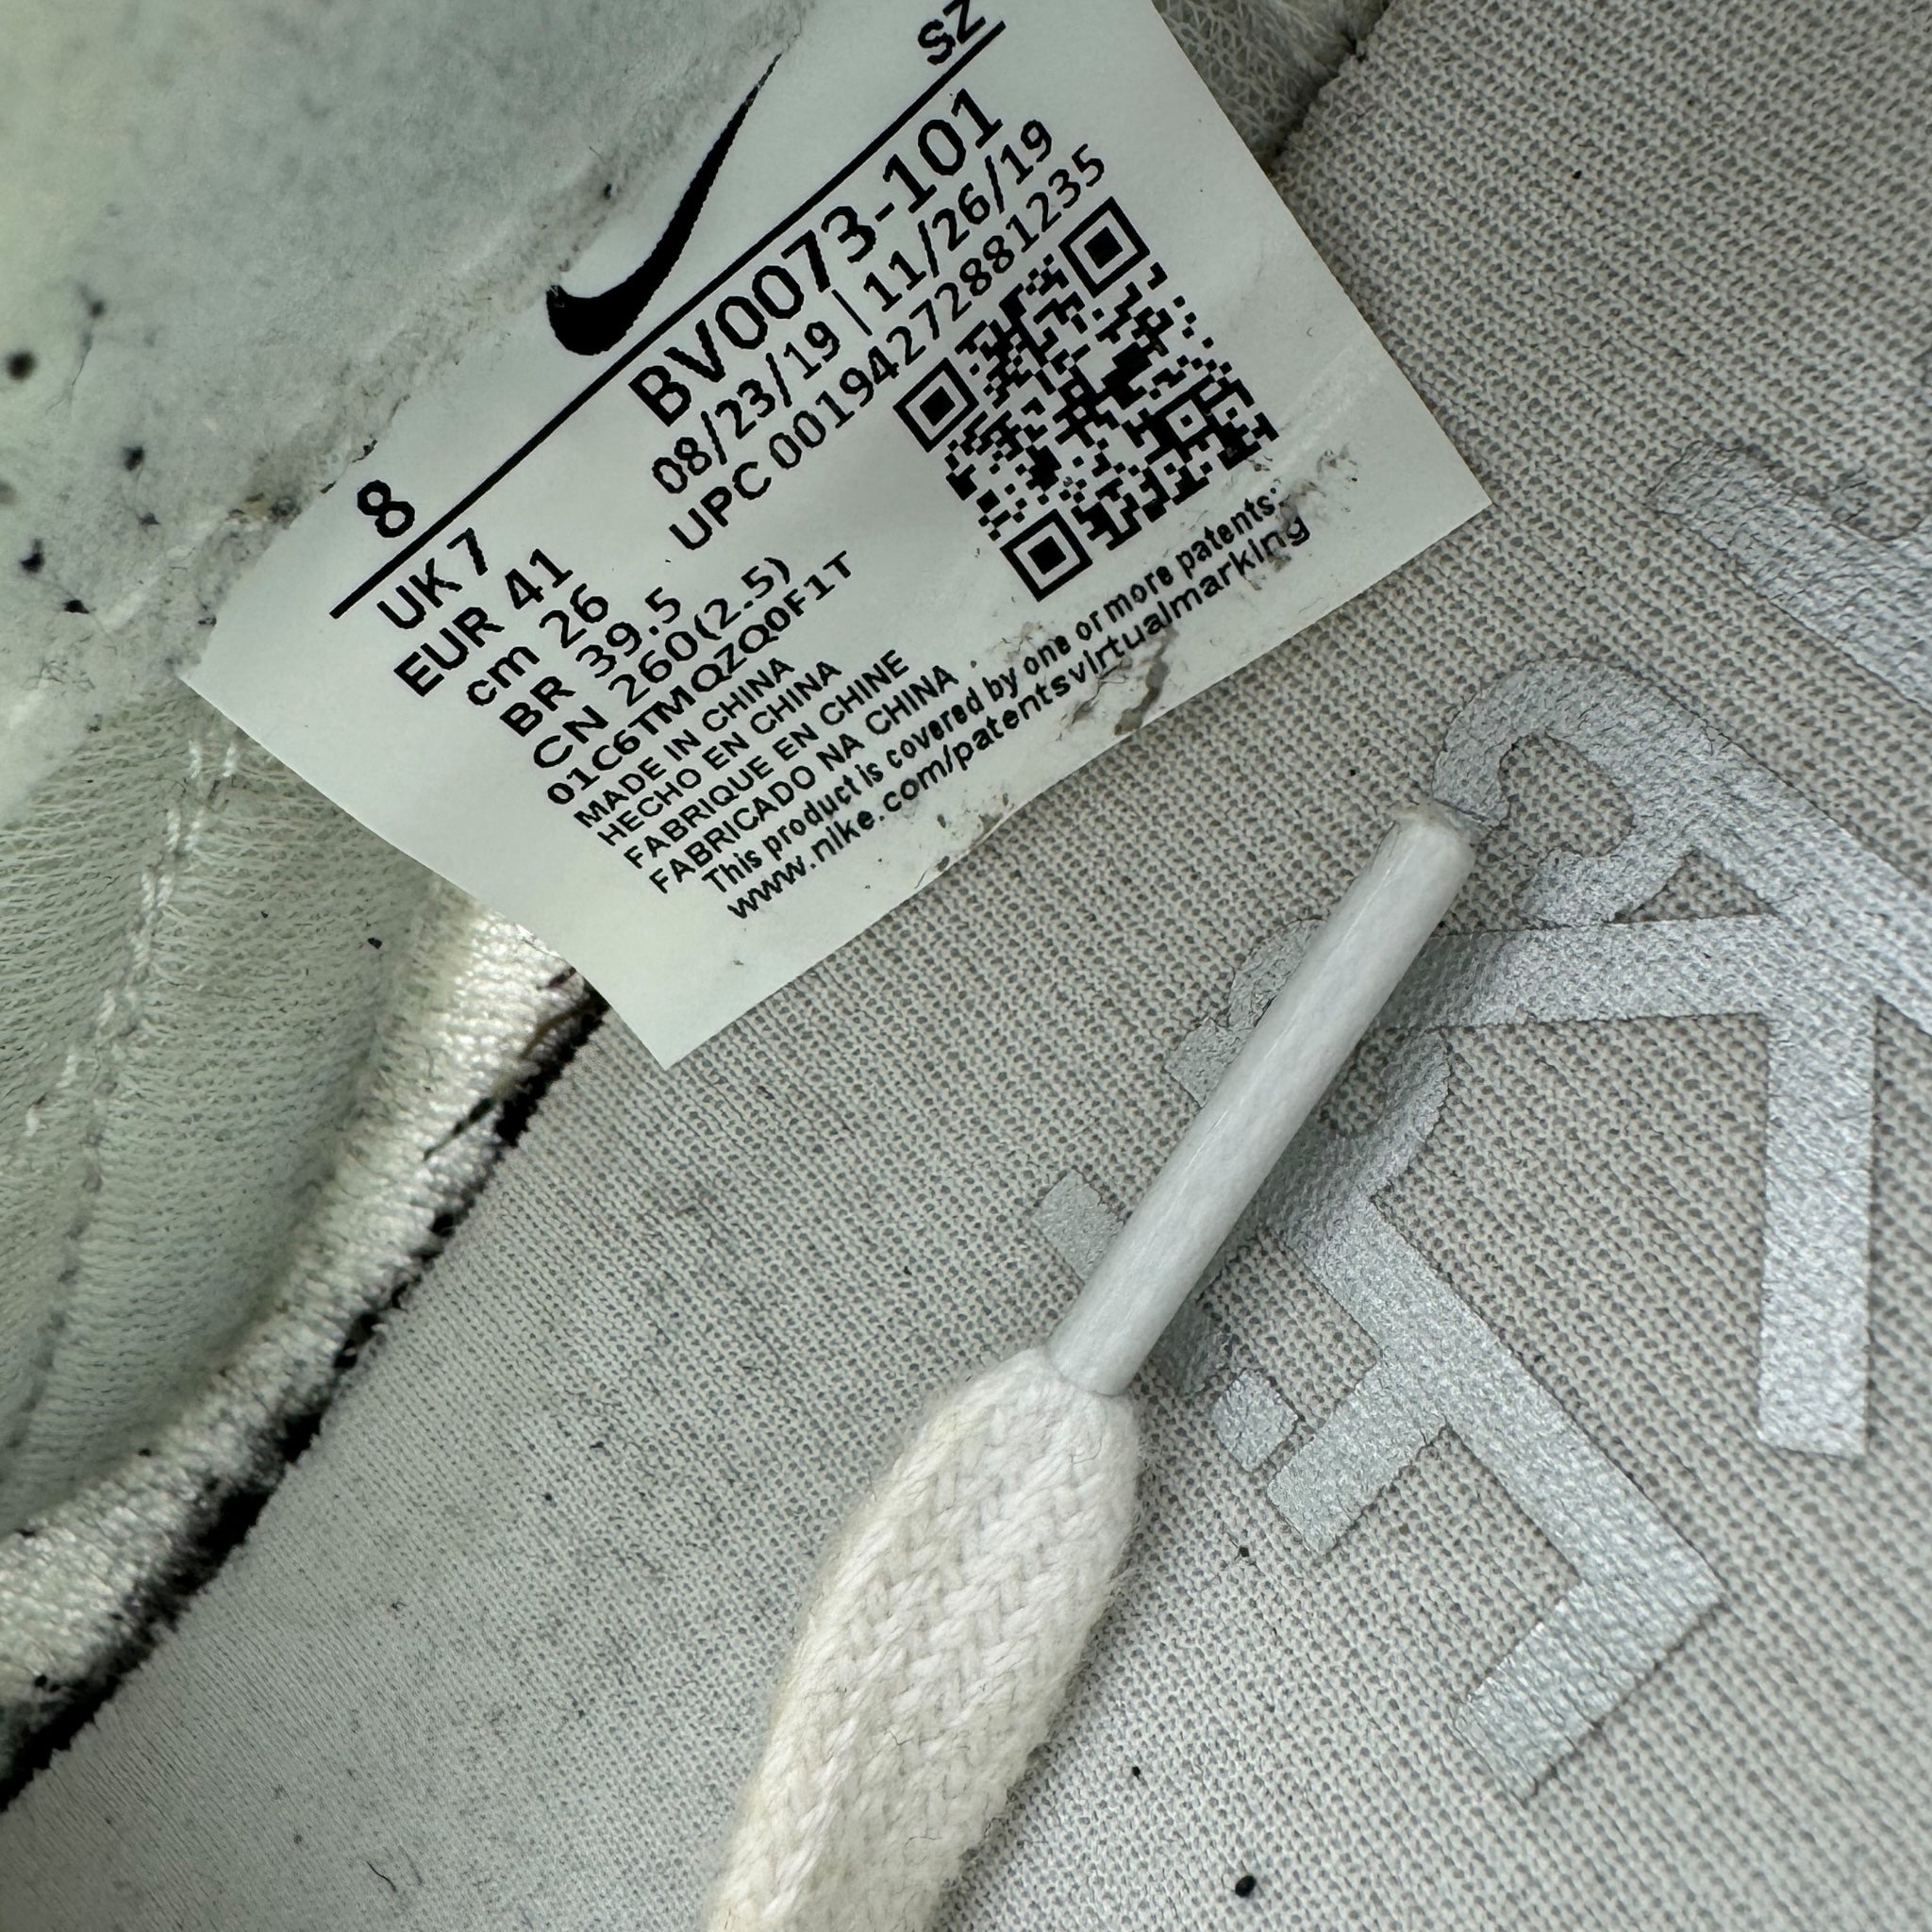 8
SZ
UK 7
EUR 41
cm 26
BR 39.5
CN 260(2.5)
BV0073-101
08/23/19 | 11/26/19
UPC 00194272881235
01C6TMQZQ0F1T
MADE IN CHINA
HECHO EN CHINA
FABRIQUE EN CHINE
FABRICADO NA CHINA
This product is covered by one or more patents:
www.nike.com/patentsvirtualmarking